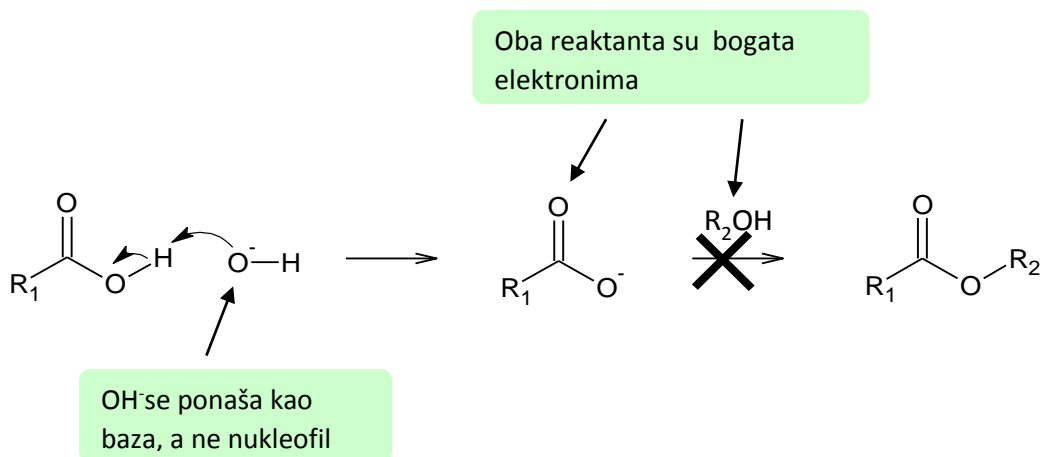 Oba reaktanta su bogata
elektronima
O
R₁
O
H
O⁻
H
O
R₁
O⁻
R₂OH
O
R₁
O
R₂
OH⁻se ponaša kao
baza, a ne nukleofil